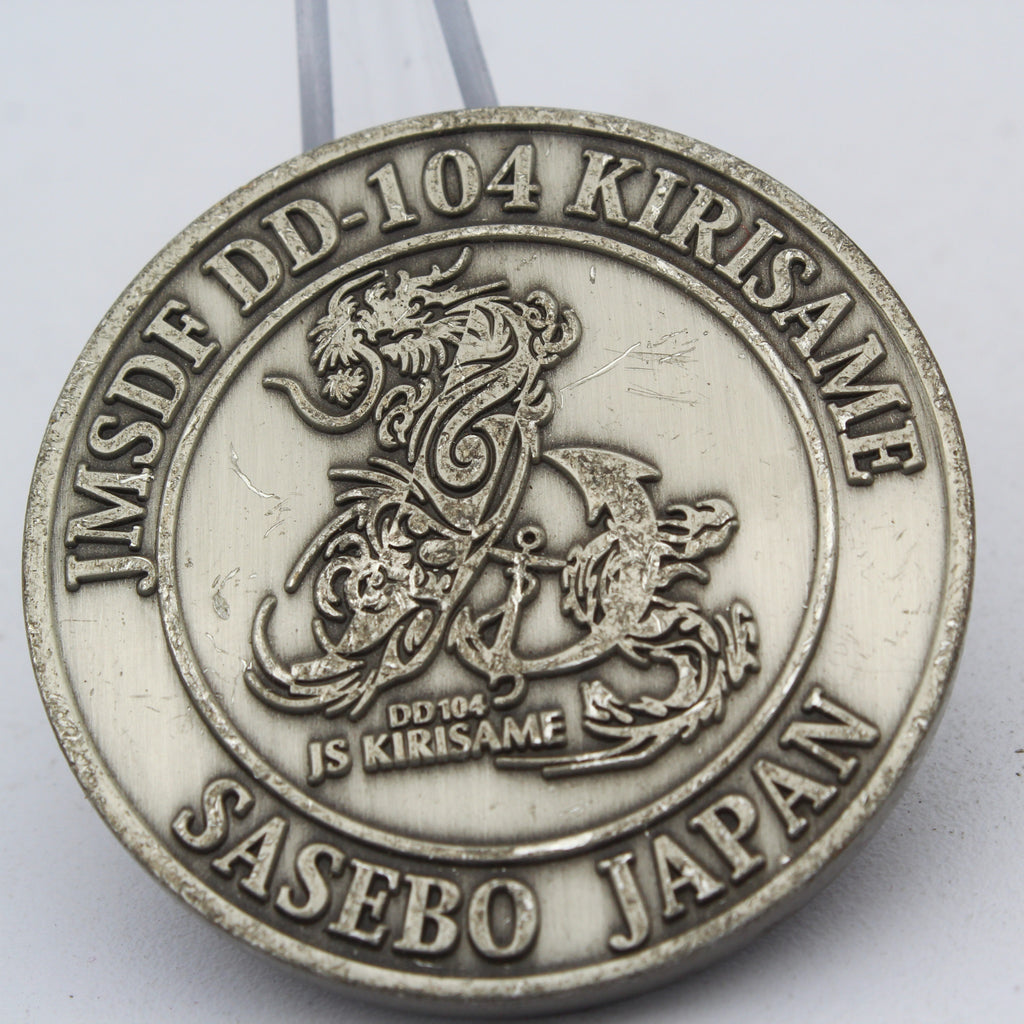 JMSDF DD-104 KIRISAME
DD104
JS KIRISAME
SASEBO JAPAN